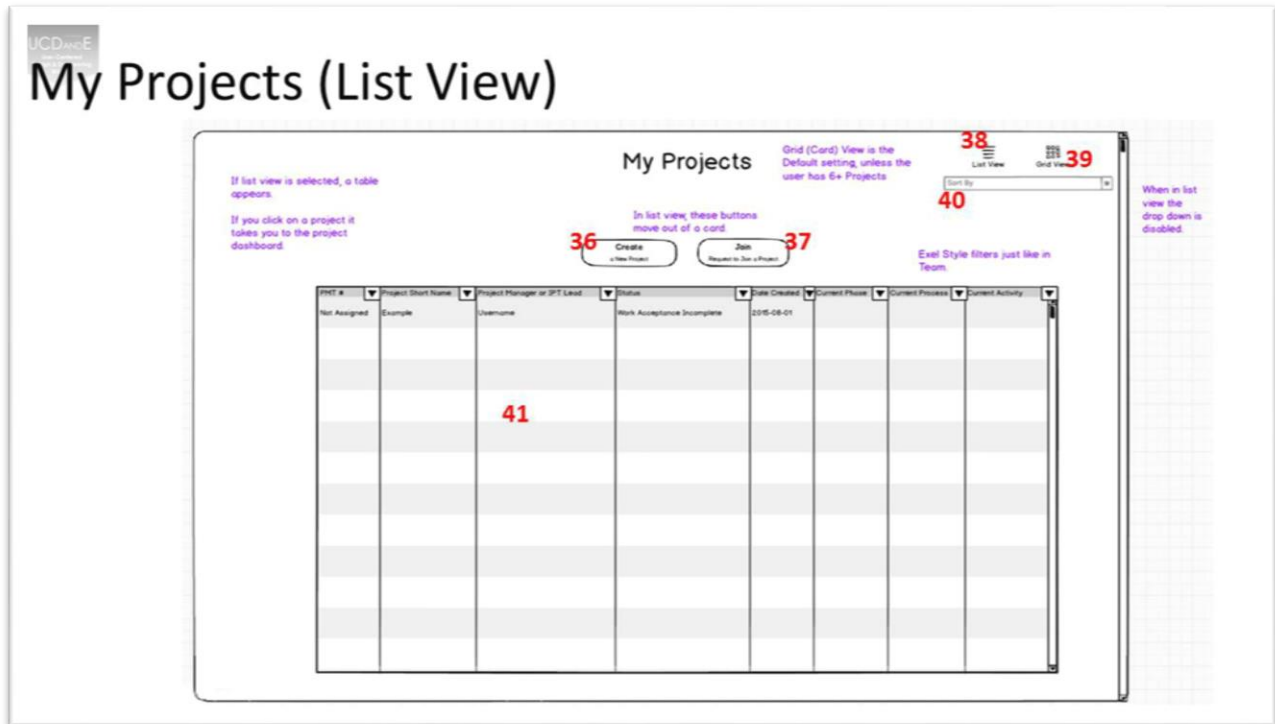 UCDANDE
My Projects (List View)
If list view is selected, a table
appears.
If you click on a project it
takes you to the project
dashboard.
My Projects
Grid (Card) View is the
Default setting, unless the
user has 6+ Projects
38
List View
39
Grid View
Sort By
40
When in list
view the
drop down is
disabled.
In list view, these buttons
move out of a card.
36
Create
a New Project
Join
Request to Join a Project
37
Exel Style filters just like in
Team.
PMT # Project Short Name Project Manager or IPT Lead Status Date Created Current Phase Current Process Current Activity
Not Assigned Example Username Work Acceptance Incomplete 2015-08-01
41